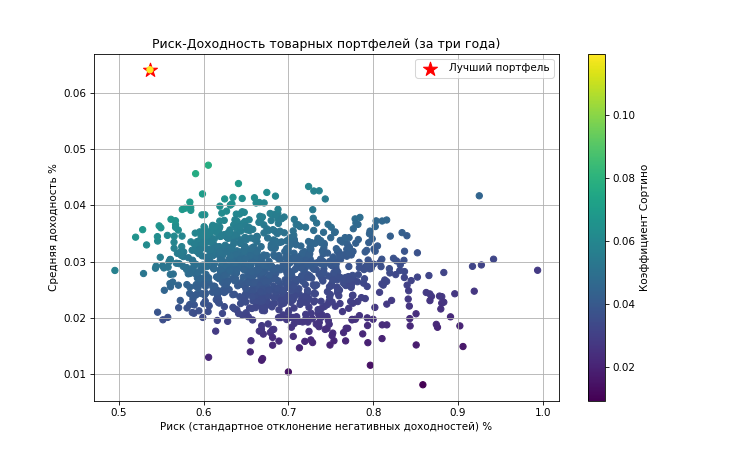 Риск-Доходность товарных портфелей (за три года)
Лучший портфель
Средняя доходность %
0.06
0.05
0.04
0.03
0.02
0.01
0.5 0.6 0.7 0.8 0.9 1.0
Риск (стандартное отклонение негативных доходностей) %
0.10
0.08
0.06
0.04
0.02
Коэффициент Сортино